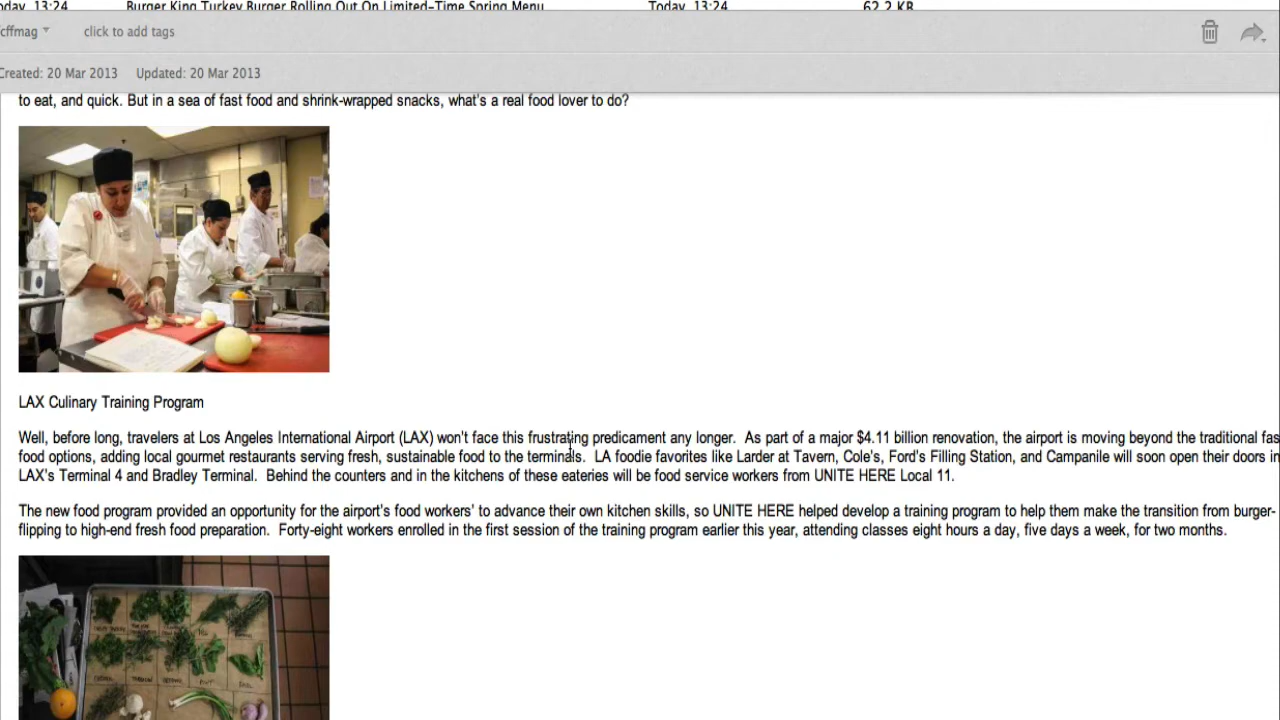 oday, 13:24 Burger King Turkey Burger Rolling Out On Limited-Time Spring Menu Today, 13:24 62.2 KB
cffmag click to add tags
Created: 20 Mar 2013 Updated: 20 Mar 2013
to eat, and quick. But in a sea of fast food and shrink-wrapped snacks, what's a real food lover to do?
LAX Culinary Training Program
Well, before long, travelers at Los Angeles International Airport (LAX) won't face this frustrating predicament any longer. As part of a major $4.11 billion renovation, the airport is moving beyond the traditional fas
food options, adding local gourmet restaurants serving fresh, sustainable food to the terminals. LA foodie favorites like Larder at Tavern, Cole's, Ford's Filling Station, and Campanile will soon open their doors in
LAX's Terminal 4 and Bradley Terminal. Behind the counters and in the kitchens of these eateries will be food service workers from UNITE HERE Local 11.
The new food program provided an opportunity for the airport's food workers' to advance their own kitchen skills, so UNITE HERE helped develop a training program to help them make the transition from burger-
flipping to high-end fresh food preparation. Forty-eight workers enrolled in the first session of the training program earlier this year, attending classes eight hours a day, five days a week, for two months.